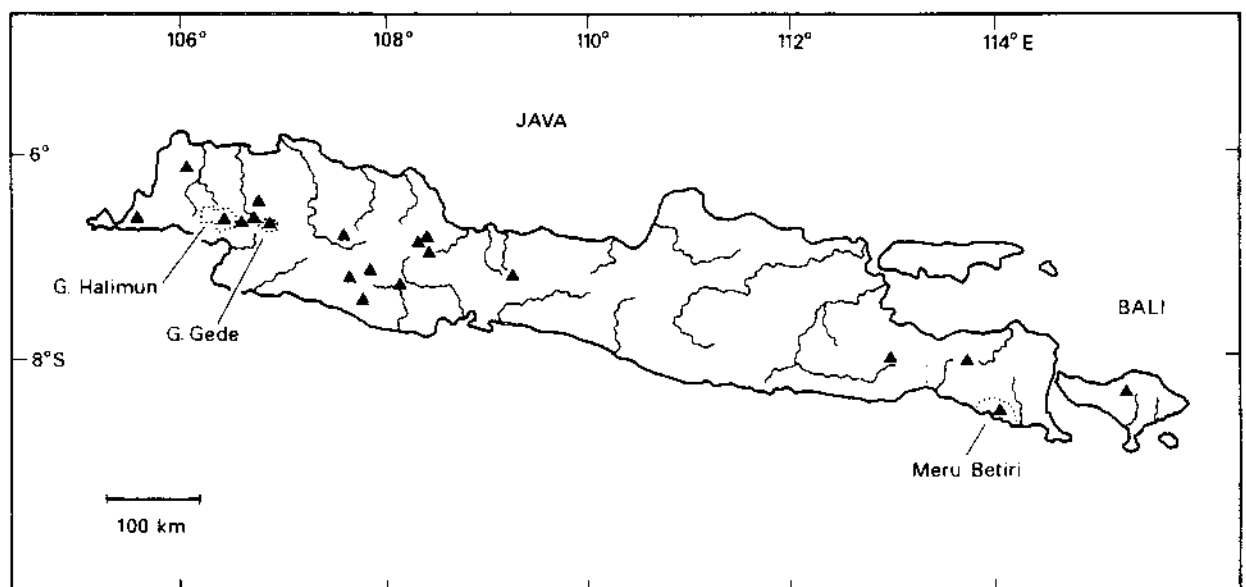 106° 108° 110° 112° 114° E
JAVA
6°
G. Halimun
BALI
G. Gede
8°S
Meru Betiri
100 km